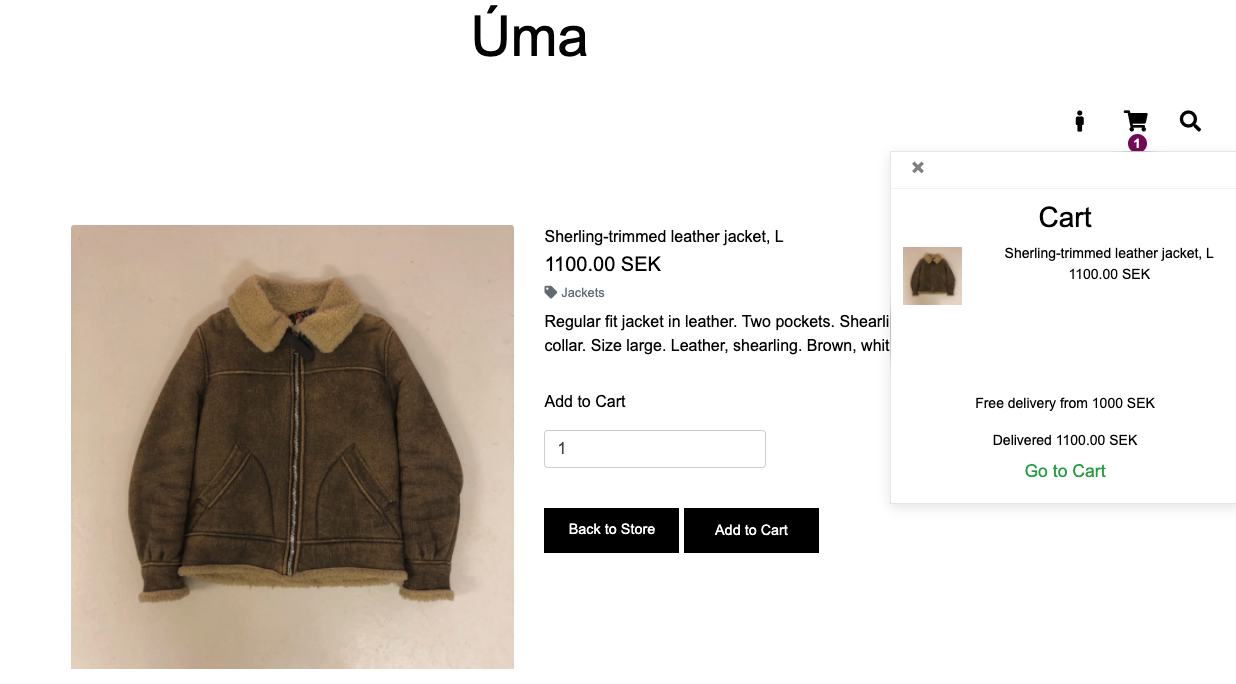 Úma
1
Sherling-trimmed leather jacket, L
1100.00 SEK
Jackets
Regular fit jacket in leather. Two pockets. Shearli
collar. Size large. Leather, shearling. Brown, whit
Add to Cart
1
Back to Store
Add to Cart
Cart
Sherling-trimmed leather jacket, L
1100.00 SEK
Free delivery from 1000 SEK
Delivered 1100.00 SEK
Go to Cart